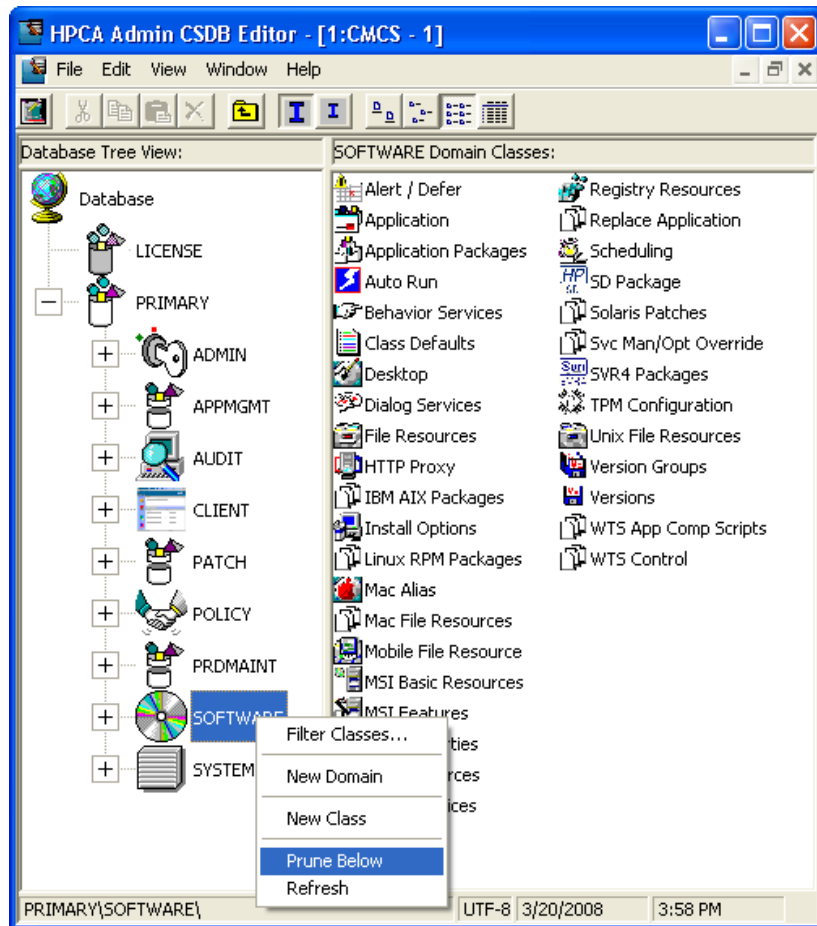 HPCA Admin CSDB Editor - [1:CMCS - 1]
File Edit View Window Help
Database Tree View:
SOFTWARE Domain Classes:
Database
LICENSE
PRIMARY
ADMIN
APPMGMT
AUDIT
CLIENT
PATCH
POLICY
PRDMAINT
SOFTWARE
SYSTEM
Alert / Defer
Application
Application Packages
Auto Run
Behavior Services
Class Defaults
Desktop
Dialog Services
File Resources
HTTP Proxy
IBM AIX Packages
Install Options
Linux RPM Packages
Mac Alias
Mac File Resources
Mobile File Resource
MSI Basic Resources
MSI Features
Registry Resources
Replace Application
Scheduling
SD Package
Solaris Patches
Svc Man/Opt Override
SVR4 Packages
TPM Configuration
Unix File Resources
Version Groups
Versions
WTS App Comp Scripts
WTS Control
Filter Classes...
New Domain
New Class
Prune Below
Refresh
PRIMARY\SOFTWARE\
UTF-8 3/20/2008 3:58 PM